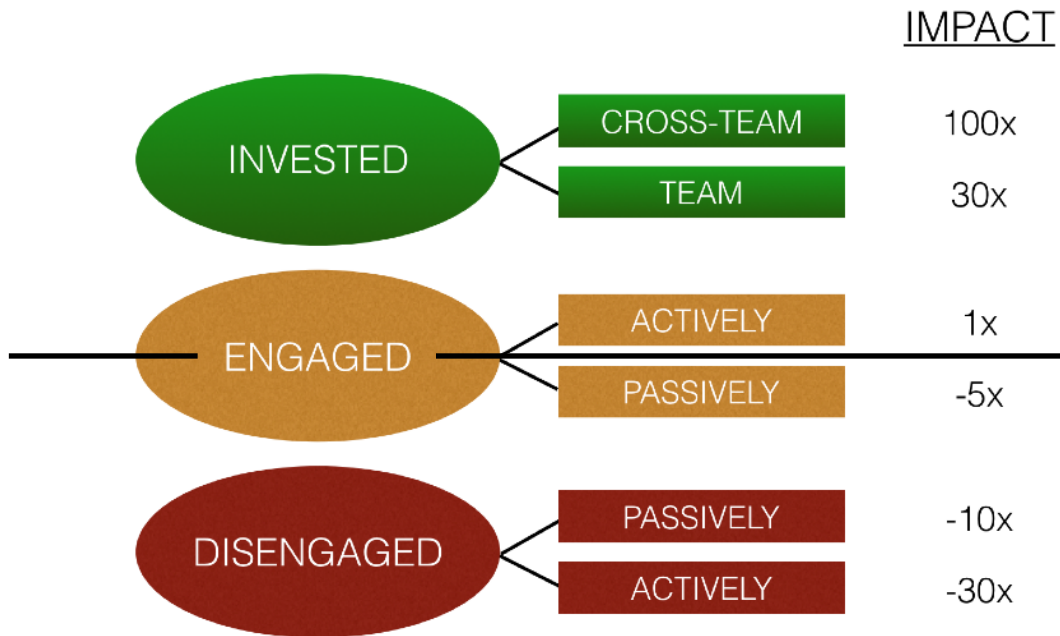 IMPACT
INVESTED
CROSS-TEAM 100x
TEAM 30x
ENGAGED
ACTIVELY 1x
PASSIVELY -5x
DISENGAGED
PASSIVELY -10x
ACTIVELY -30x